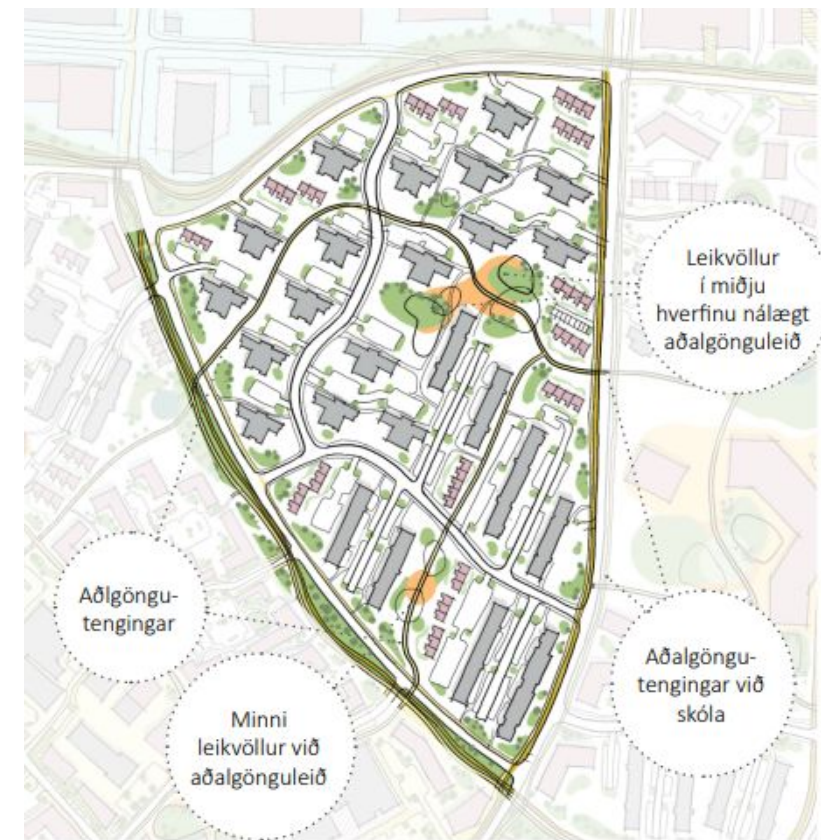 Leikvöllur
í miðju
hverfinu nálægt
aðalgönguleið
Aðlgöngu-
tengingar
Aðalgöngu-
tengingar við
skóla
Minni
leikvöllur við
aðalgönguleið